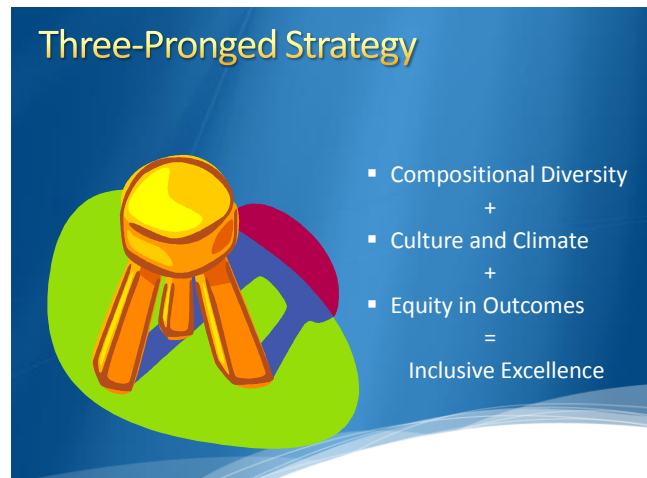 Three-Pronged Strategy
▪ Compositional Diversity
+
▪ Culture and Climate
+
▪ Equity in Outcomes
=
Inclusive Excellence